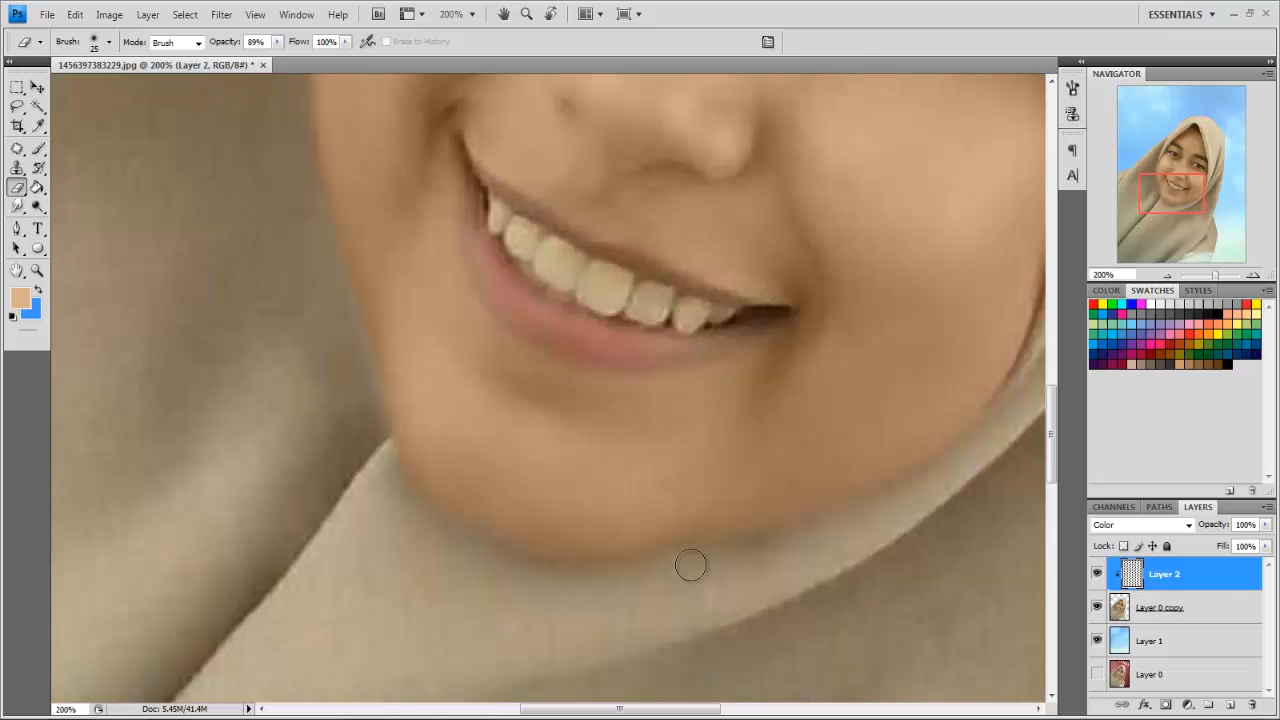 Ps File Edit Image Layer Select Filter Analysis View Window Help Br 200% ESSENTIALS
Brush: 25 Mode: Brush Opacity: 89% Flow: 100% Erase to History
1456397383229.jpg @ 200% (Layer 2, RGB/8#) *
NAVIGATOR
200%
COLOR SWATCHES STYLES
CHANNELS PATHS LAYERS
Color Opacity: 100%
Lock: Fill: 100%
Layer 2
Layer 0 copy
Layer 1
Layer 0
200% Doc: 5.45M/41.4M